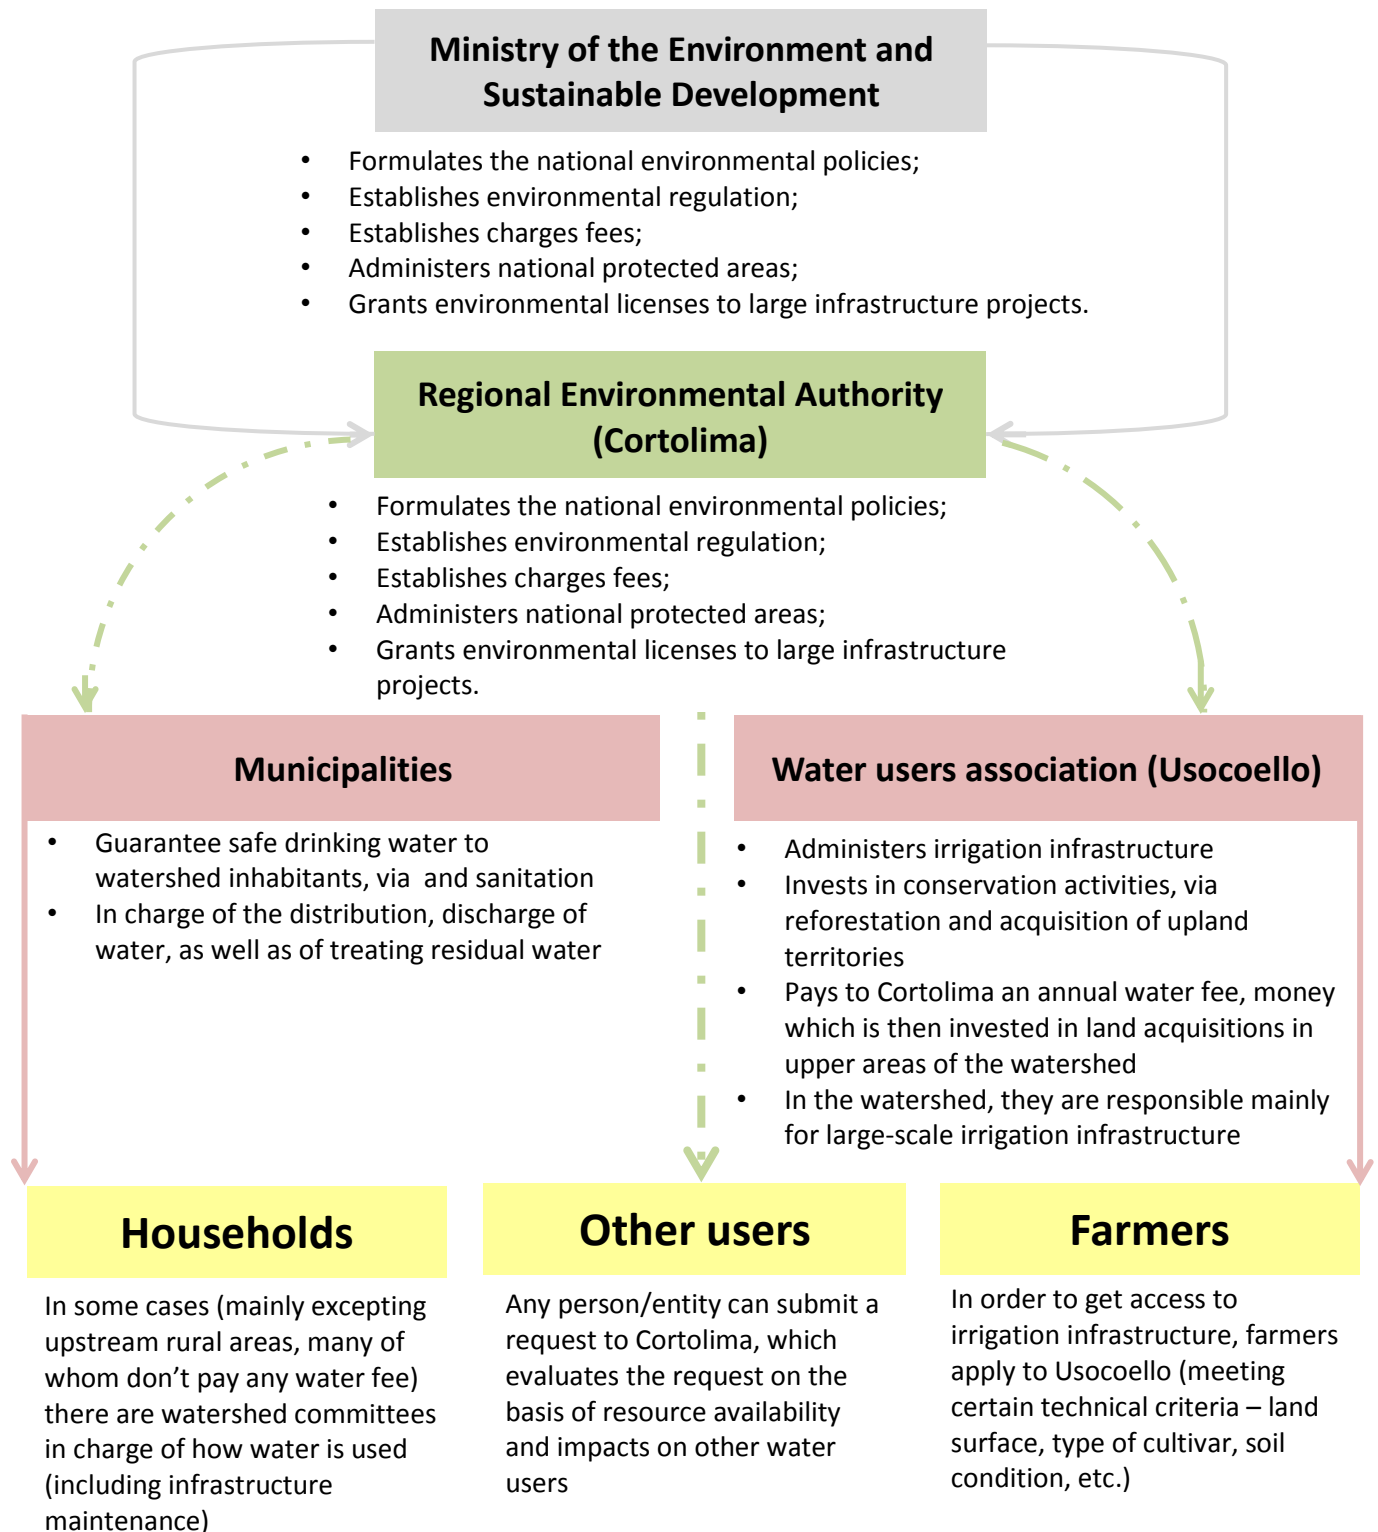 Ministry of the Environment and
Sustainable Development
• Formulates the national environmental policies;
• Establishes environmental regulation;
• Establishes charges fees;
• Administers national protected areas;
• Grants environmental licenses to large infrastructure projects.
Regional Environmental Authority
(Cortolima)
• Formulates the national environmental policies;
• Establishes environmental regulation;
• Establishes charges fees;
• Administers national protected areas;
• Grants environmental licenses to large infrastructure
projects.
Municipalities
• Guarantee safe drinking water to
watershed inhabitants, via  and sanitation
• In charge of the distribution, discharge of
water, as well as of treating residual water
Water users association (Usocoello)
• Administers irrigation infrastructure
• Invests in conservation activities, via
reforestation and acquisition of upland
territories
• Pays to Cortolima an annual water fee, money
which is then invested in land acquisitions in
upper areas of the watershed
• In the watershed, they are responsible mainly
for large-scale irrigation infrastructure
Households
In some cases (mainly excepting
upstream rural areas, many of
whom don’t pay any water fee)
there are watershed committees
in charge of how water is used
(including infrastructure
maintenance)
Other users
Any person/entity can submit a
request to Cortolima, which
evaluates the request on the
basis of resource availability
and impacts on other water
users
Farmers
In order to get access to
irrigation infrastructure, farmers
apply to Usocoello (meeting
certain technical criteria – land
surface, type of cultivar, soil
condition, etc.)